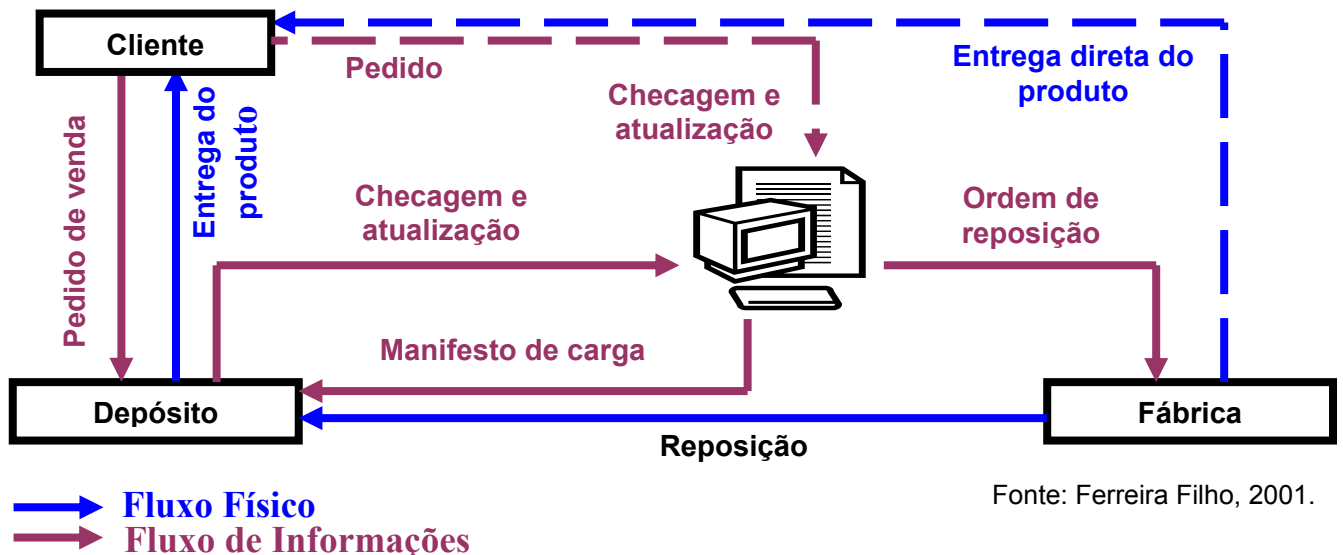 Cliente
Pedido
Entrega direta do
produto
Checagem e
atualização
Pedido de venda
Entrega do
produto
Checagem e
atualização
Ordem de
reposição
Manifesto de carga
Depósito
Fábrica
Reposição
Fonte: Ferreira Filho, 2001.
Fluxo Físico
Fluxo de Informações